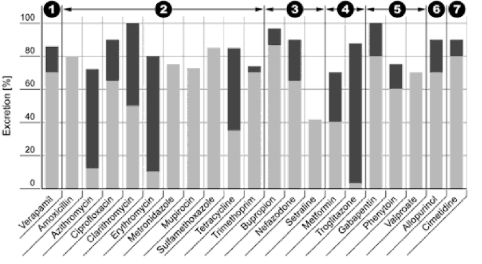 1 2 3 4 5 6 7
100
80
60
40
20
0
Excretion [%]
Verapamil
Amoxicillin
Azithromycin
Ciprofloxacin
Clarithromycin
Erythromycin
Metronidazole
Mupirocin
Sulfamethoxazole
Tetracycline
Trimethoprim
Bupropion
Nefazodone
Setraline
Metformin
Troglitazone
Gabapentin
Phenytoin
Valproate
Allopurinol
Cimetidine